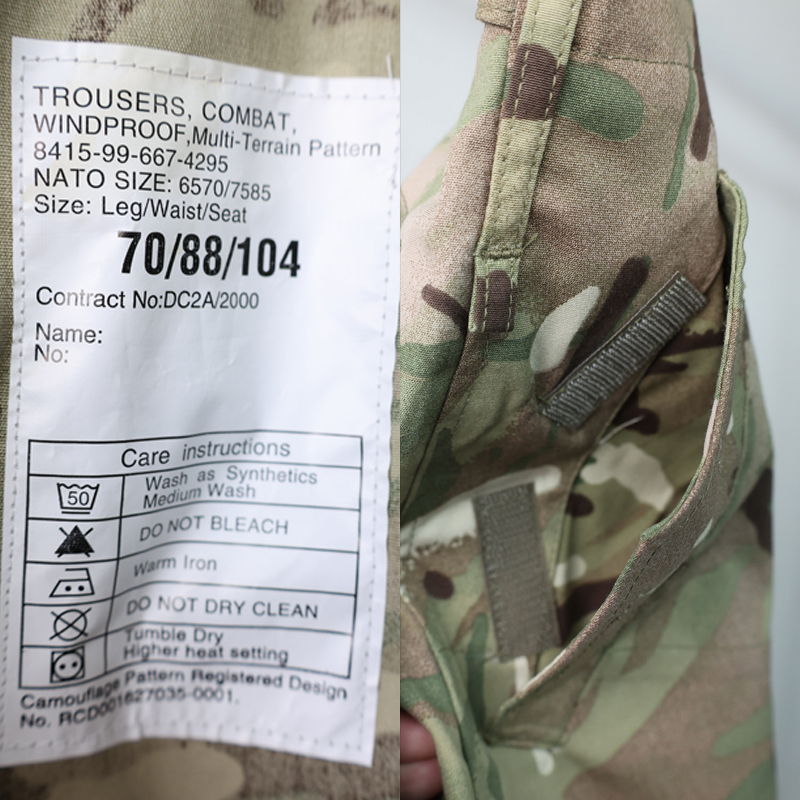 TROUSERS, COMBAT,
WINDPROOF,Multi-Terrain Pattern
8415-99-667-4295
NATO SIZE: 6570/7585
Size: Leg/Waist/Seat
70/88/104
Contract No:DC2A/2000
Name:
No:
Care instructions
50
Wash as Synthetics
Medium Wash
DO NOT BLEACH
Warm Iron
DO NOT DRY CLEAN
Tumble Dry
Higher heat setting
Camouflage Pattern Registered Design
No. RCD001627035-0001.